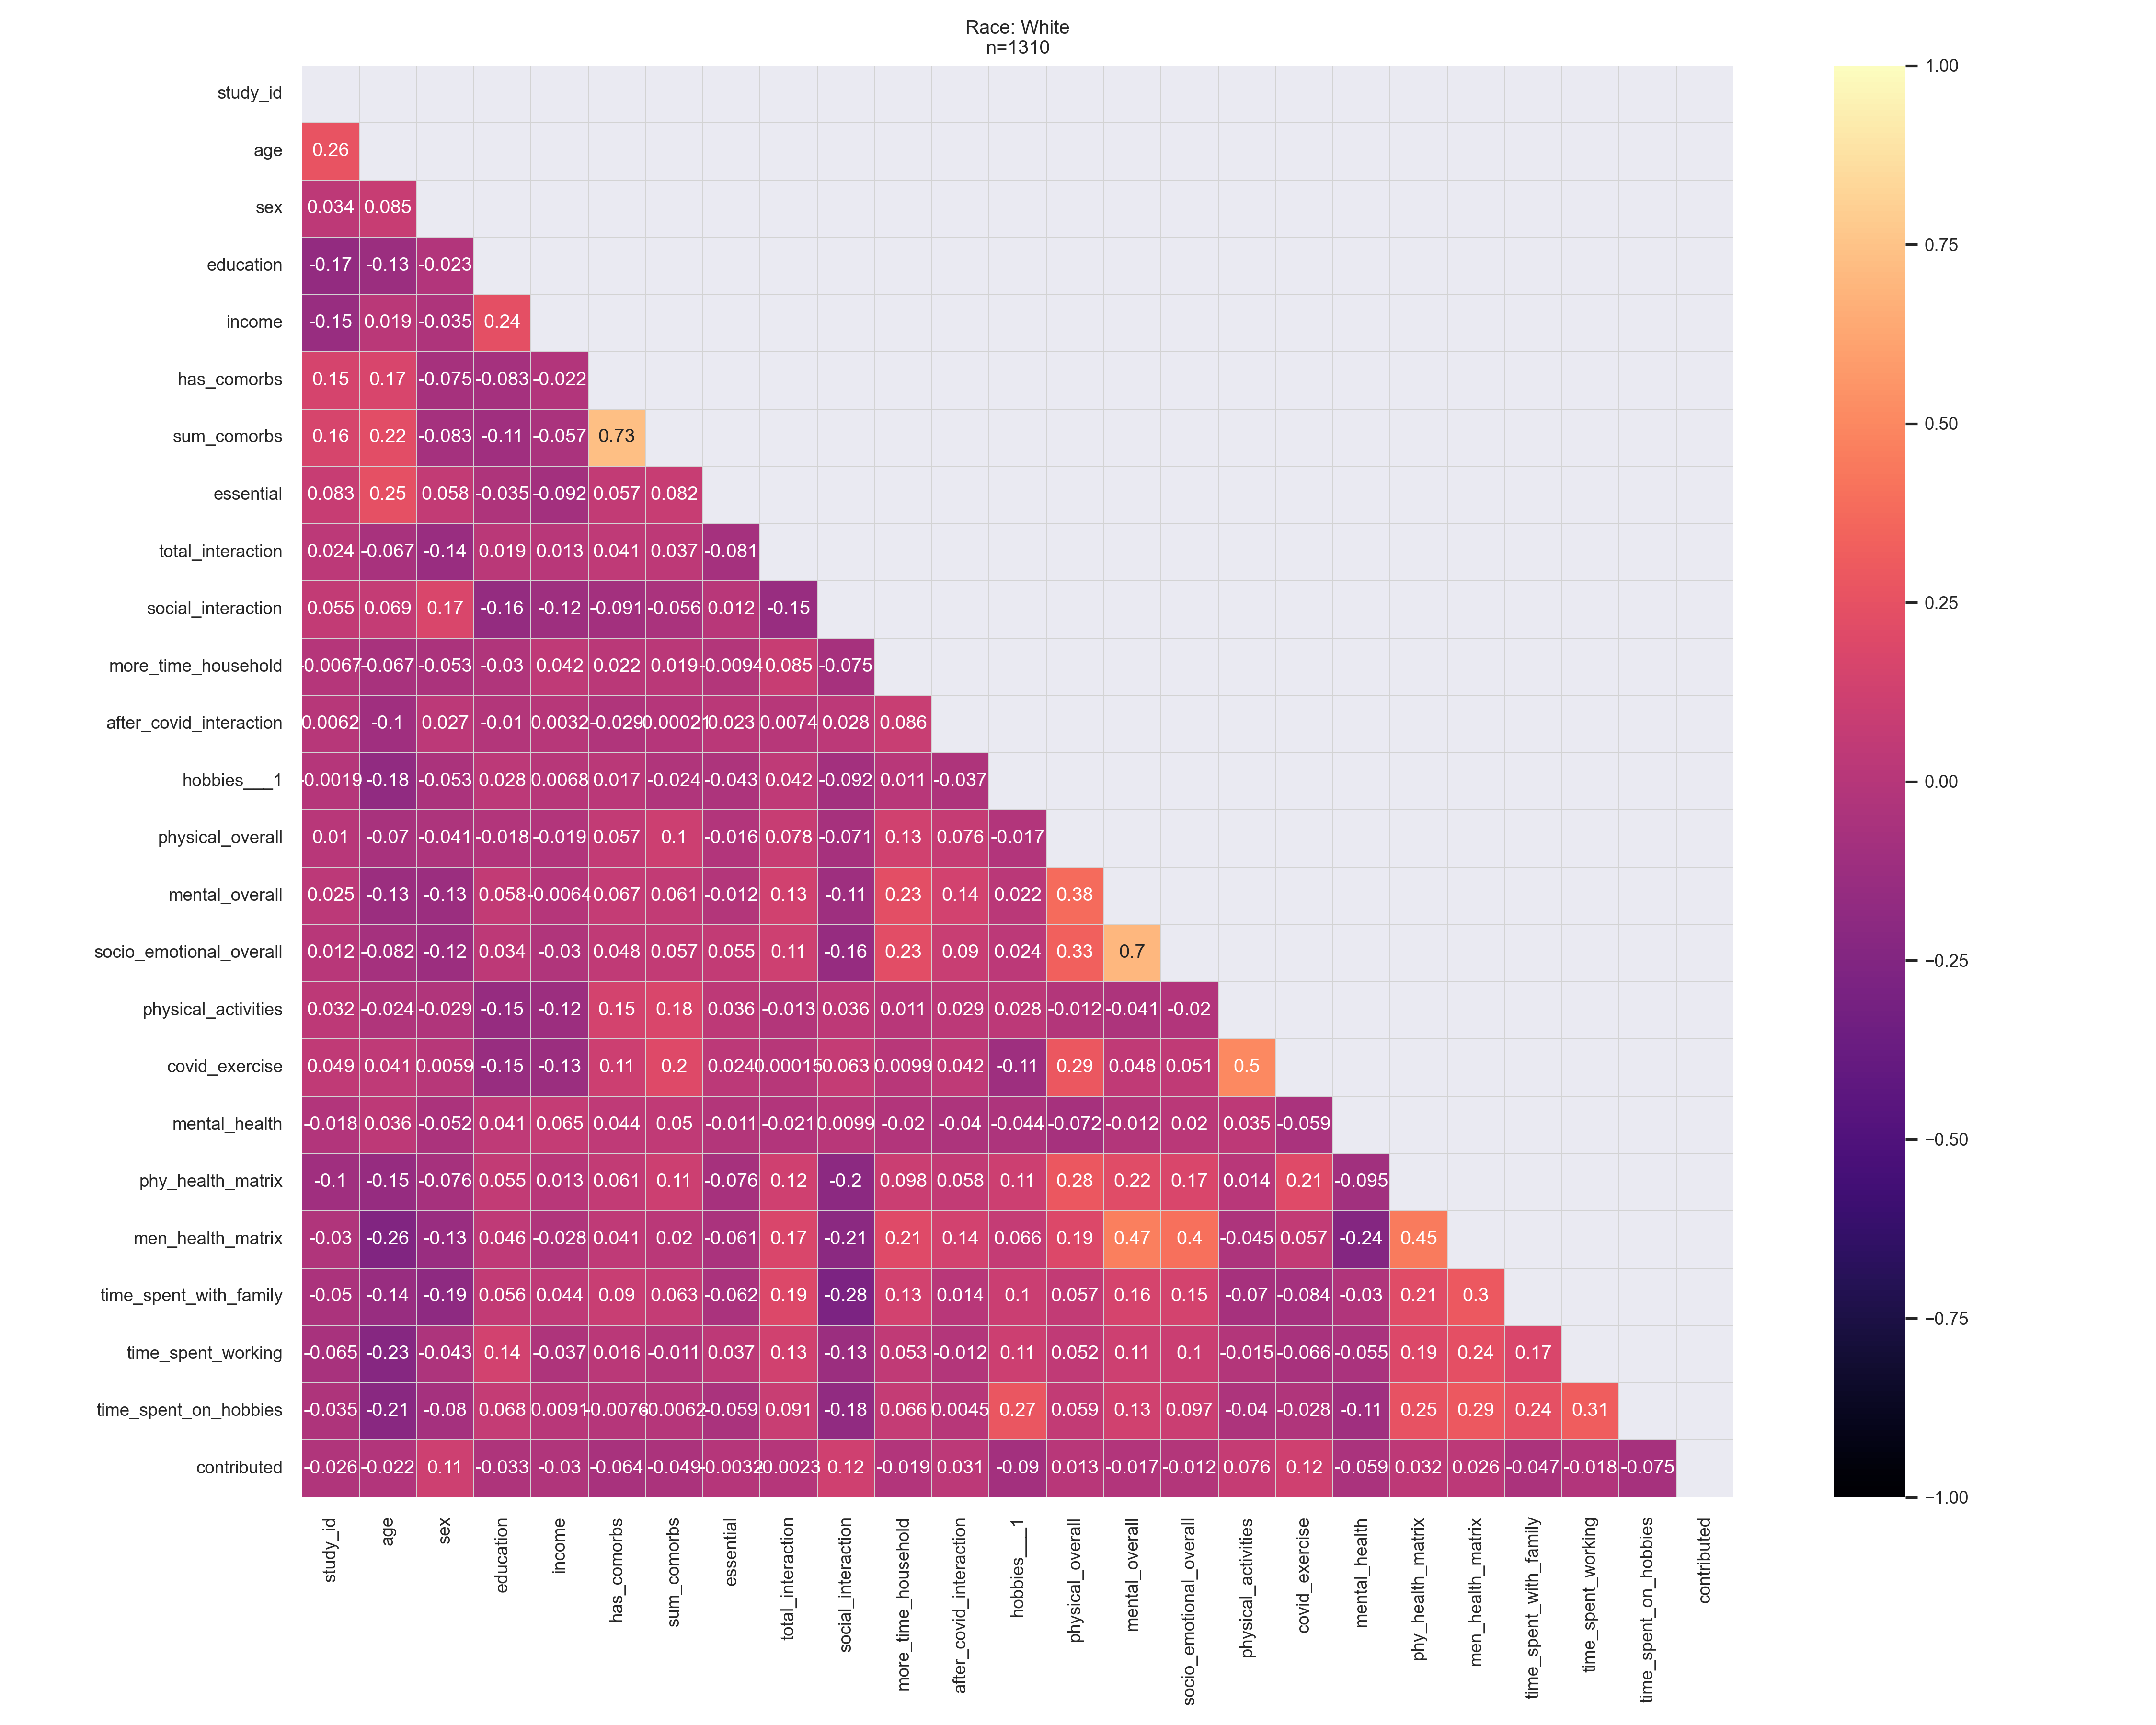 Race: White
n=1310
study_id
age 0.26
sex 0.034 0.085
education -0.17 -0.13 -0.023
income -0.15 0.019 -0.035 0.24
has_comorbs 0.15 0.17 -0.075 -0.083 -0.022
sum_comorbs 0.16 0.22 -0.083 -0.11 -0.057 0.73
essential 0.083 0.25 0.058 -0.035 -0.092 0.057 0.082
total_interaction 0.024 -0.067 -0.14 0.019 0.013 0.041 0.037 -0.081
social_interaction 0.055 0.069 0.17 -0.16 -0.12 -0.091 -0.056 0.012 -0.15
more_time_household -0.0067 -0.067 -0.053 -0.03 0.042 0.022 0.019 -0.0094 0.085 -0.075
after_covid_interaction 0.0062 -0.1 0.027 -0.01 0.0032 -0.029 0.023 0.0074 0.028 0.086
hobbies___1 -0.0019 -0.18 -0.053 0.028 0.0068 0.017 -0.024 -0.043 0.042 -0.092 0.011 -0.037
physical_overall 0.01 -0.07 -0.041 -0.018 -0.019 0.057 0.1 -0.016 0.078 -0.071 0.13 0.076 -0.017
mental_overall 0.025 -0.13 -0.13 0.058 -0.0064 0.067 0.061 -0.012 0.13 -0.11 0.23 0.14 0.022 0.38
socio_emotional_overall 0.012 -0.082 -0.12 0.034 -0.03 0.048 0.057 0.055 0.11 -0.16 0.23 0.09 0.024 0.33 0.7
physical_activities 0.032 -0.024 -0.029 -0.15 -0.12 0.15 0.18 0.036 -0.013 0.036 0.011 0.029 0.028 -0.012 -0.041 -0.02
covid_exercise 0.049 0.041 0.0059 -0.15 -0.13 0.11 0.2 0.024 0.00015 0.063 0.0099 0.042 -0.11 0.29 0.048 0.051 0.5
mental_health -0.018 0.036 -0.052 0.041 0.065 0.044 0.05 -0.011 -0.021 0.0099 -0.02 -0.04 -0.044 -0.072 -0.012 0.02 0.035 -0.059
phy_health_matrix -0.1 -0.15 -0.076 0.055 0.013 0.061 0.11 -0.076 0.12 -0.2 0.098 0.058 0.11 0.28 0.22 0.17 0.014 0.21 -0.095
men_health_matrix -0.03 -0.26 -0.13 0.046 -0.028 0.041 0.02 -0.061 0.17 -0.21 0.21 0.14 0.066 0.19 0.47 0.4 -0.045 0.057 -0.24 0.45
time_spent_with_family -0.05 -0.14 -0.19 0.056 0.044 0.09 0.063 -0.062 0.19 -0.28 0.13 0.014 0.1 0.057 0.16 0.15 -0.07 -0.084 -0.03 0.21 0.3
time_spent_working -0.065 -0.23 -0.043 0.14 -0.037 0.016 -0.011 0.037 0.13 -0.13 0.053 -0.012 0.11 0.052 0.11 0.1 -0.015 -0.066 -0.055 0.19 0.24 0.17
time_spent_on_hobbies -0.035 -0.21 -0.08 0.068 0.0091 -0.0076 -0.0062 -0.059 0.091 -0.18 0.066 0.0045 0.27 0.059 0.13 0.097 -0.04 -0.028 -0.11 0.25 0.29 0.24 0.31
contributed -0.026 -0.022 0.11 -0.033 -0.03 -0.064 -0.049 -0.0032 0.12 -0.019 0.031 -0.09 0.013 -0.017 -0.012 0.076 0.12 -0.059 0.032 0.026 -0.047 -0.018 -0.075
study_id
age
sex
education
income
has_comorbs
sum_comorbs
essential
total_interaction
social_interaction
more_time_household
after_covid_interaction
hobbies___1
physical_overall
mental_overall
socio_emotional_overall
physical_activities
covid_exercise
mental_health
phy_health_matrix
men_health_matrix
time_spent_with_family
time_spent_working
time_spent_on_hobbies
contributed
1.00
0.75
0.50
0.25
0.00
−0.25
−0.50
−0.75
−1.00